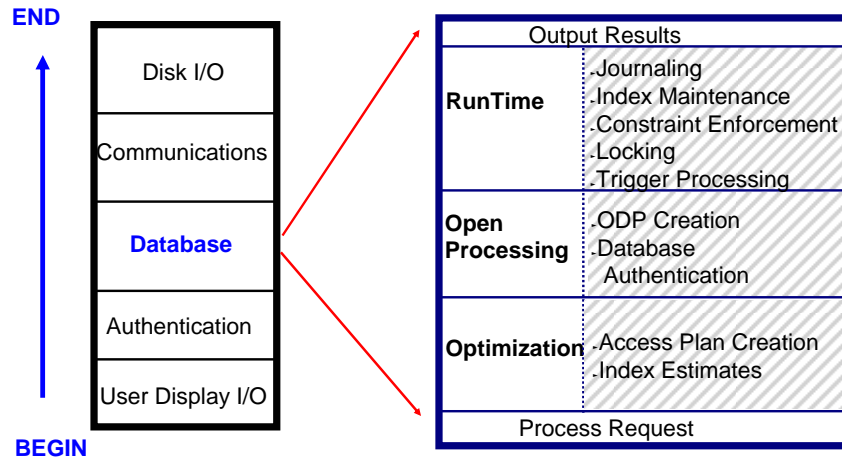 END
Disk I/O
Communications
Database
Authentication
User Display I/O
BEGIN
Output Results
RunTime
Journaling
Index Maintenance
Constraint Enforcement
Locking
Trigger Processing
Open
Processing
ODP Creation
Database
Authentication
Optimization
Access Plan Creation
Index Estimates
Process Request